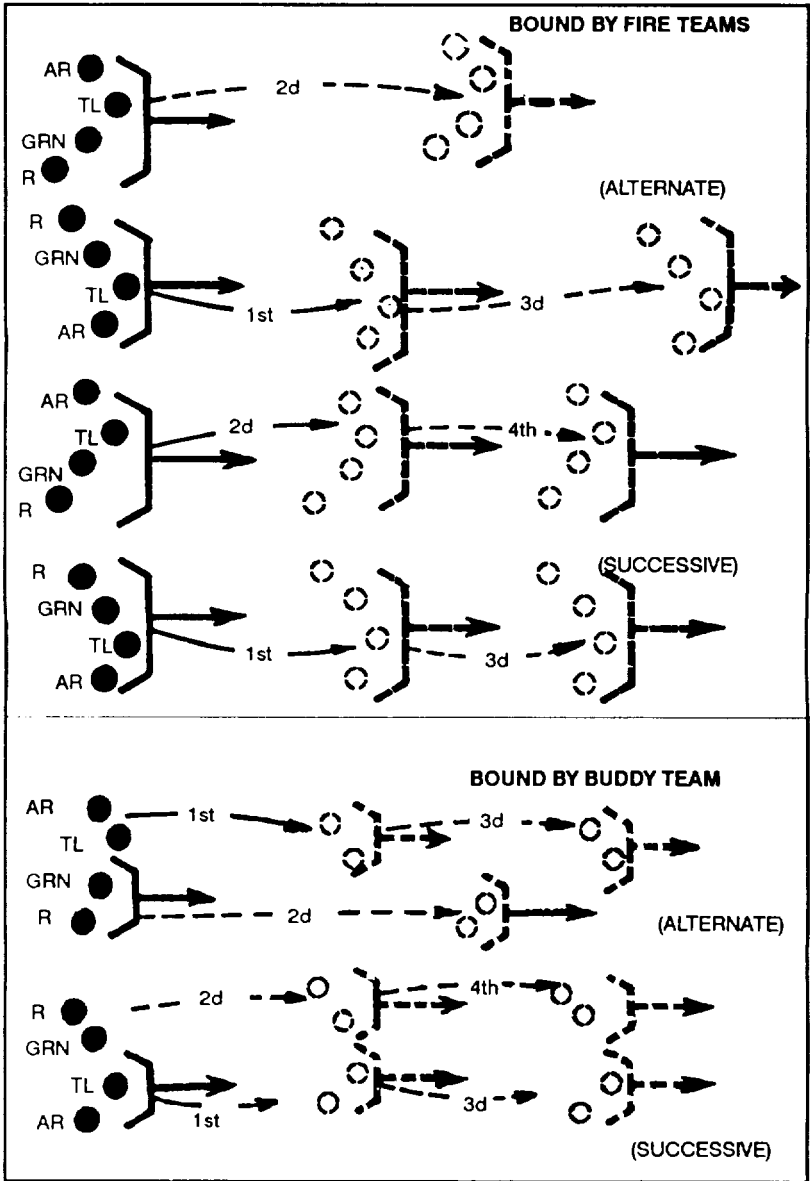 BOUND BY FIRE TEAMS
AR
TL
GRN
R
2d
(ALTERNATE)
R
GRN
TL
AR
1st
3d
AR
TL
GRN
R
2d
4th
(SUCCESSIVE)
R
GRN
TL
AR
1st
3d
BOUND BY BUDDY TEAM
AR
TL
GRN
R
1st
3d
2d
(ALTERNATE)
R
GRN
TL
AR
2d
4th
1st
3d
(SUCCESSIVE)